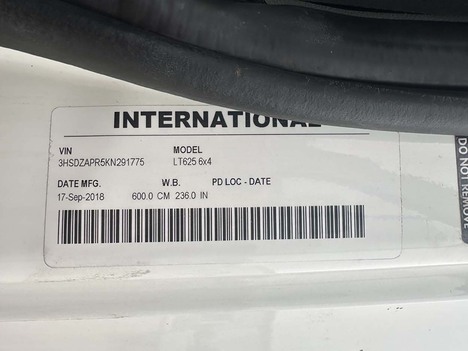 INTERNATIONAL
VIN MODEL
3HSDZAPR5KN291775 LT625 6x4
DATE MFG. W.B. PD LOC - DATE
17-Sep-2018 600.0 CM 236.0 IN
DO NOT REMOVE